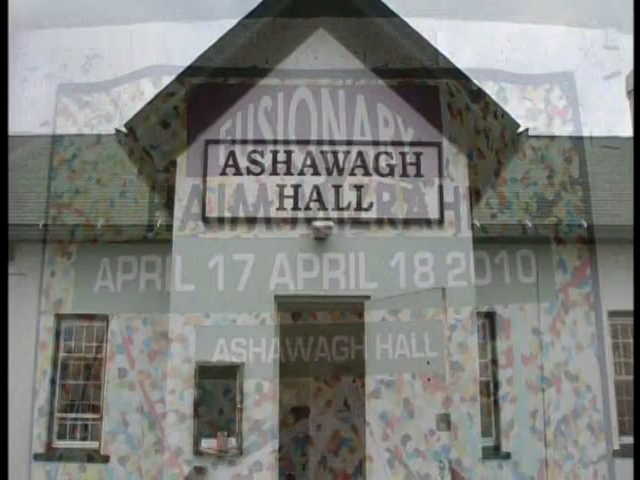 FUSIONARY
ASHAWAGH
HALL
APRIL 17 APRIL 18 2010
ASHAWAGH HALL